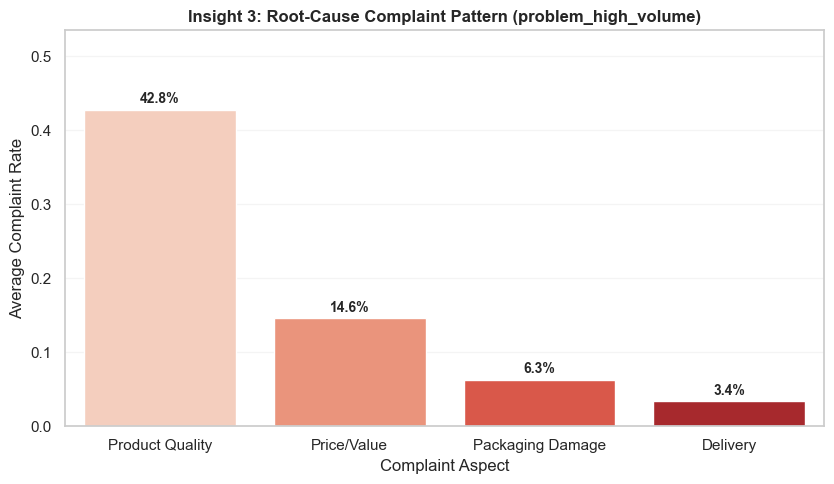 Insight 3: Root-Cause Complaint Pattern (problem_high_volume)
Average Complaint Rate
0.5
0.4
0.3
0.2
0.1
0.0
42.8%
14.6%
6.3%
3.4%
Product Quality
Price/Value
Packaging Damage
Delivery
Complaint Aspect